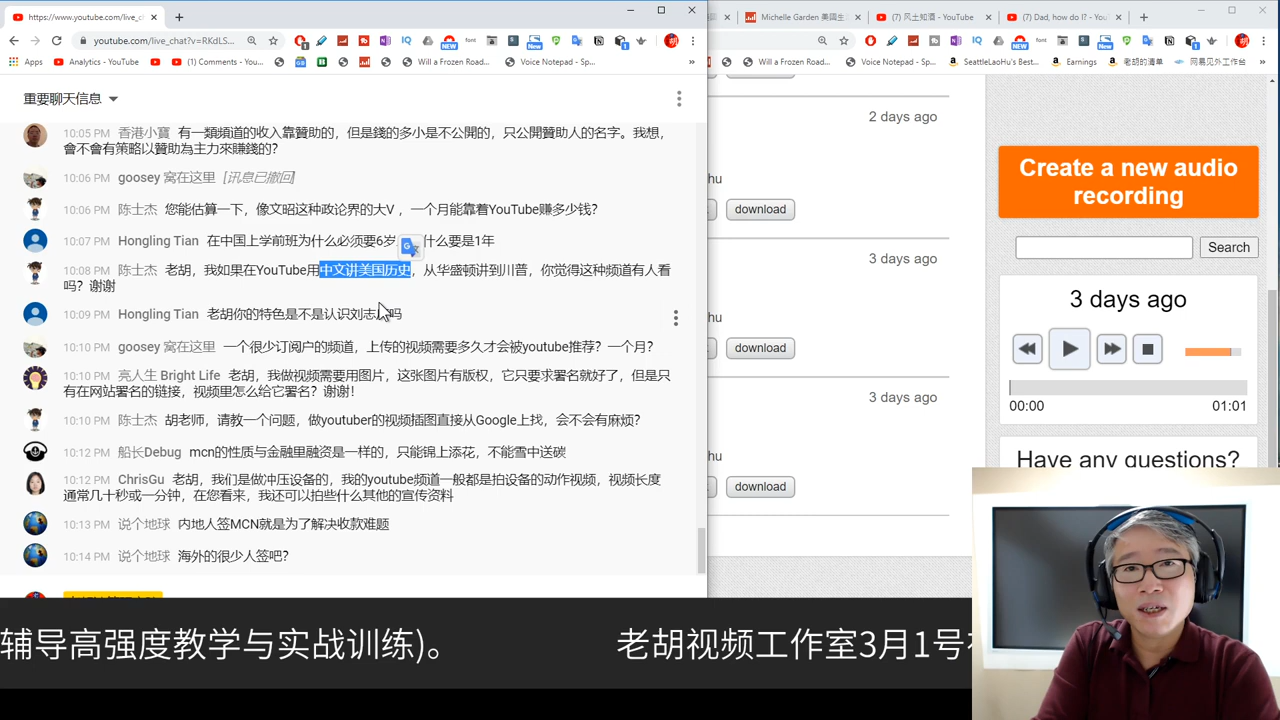 https://www.youtube.com/live_ch
Michelle Garden 美國生
(7) 风土知酒 - YouTube
(7) Dad, how do I? - You
youtube.com/live_chat?v=RKdLS...
Apps
Analytics - YouTube
(1) Comments - You...
Will a Frozen Road...
Voice Notepad - Sp...
Will a Frozen Road...
Voice Notepad - Sp...
SeattleLaoHu's Best...
Earnings
老胡的清单
网易见外工作台
重要聊天信息
10:05 PM 香港小寶 有一類頻道的收入靠贊助的，但是錢的多小是不公開的，只公開贊助人的名字。我想，
會不會有策略以贊助為主力來賺錢的?
10:06 PM goosey 窝在这里 [讯息已撤回]
10:06 PM 陈士杰 您能估算一下，像文昭这种政论界的大V ，一个月能靠着YouTube赚多少钱?
10:07 PM Hongling Tian 在中国上学前班为什么必须要6岁 什么要是1年
10:08 PM 陈士杰 老胡，我如果在YouTube用中文讲美国历史，从华盛顿讲到川普，你觉得这种频道有人看
吗？谢谢
10:09 PM Hongling Tian 老胡你的特色是不是认识刘志 吗
10:10 PM goosey 窝在这里 一个很少订阅户的频道，上传的视频需要多久才会被youtube推荐？一个月?
10:10 PM 亮人生 Bright Life 老胡，我做视频需要用图片，这张图片有版权，它只要求署名就好了，但是只
有在网站署名的链接，视频里怎么给它署名？谢谢！
10:10 PM 陈士杰 胡老师，请教一个问题，做youtuber的视频插图直接从Google上找，会不会有麻烦?
10:12 PM 船长Debug mcn的性质与金融里融资是一样的，只能锦上添花，不能雪中送碳
10:12 PM ChrisGu 老胡，我们是做冲压设备的，我的youtube频道一般都是拍设备的动作视频，视频长度
通常几十秒或一分钟，在您看来，我还可以拍些什么其他的宣传资料
10:13 PM 说个地球 内地人签MCN就是为了解决收款难题
10:14 PM 说个地球 海外的很少人签吧?
2 days ago
hu
download
3 days ago
hu
download
3 days ago
hu
download
Create a new audio
recording
Search
3 days ago
00:00
01:01
Have any questions?
辅导高强度教学与实战训练)。
老胡视频工作室3月1号